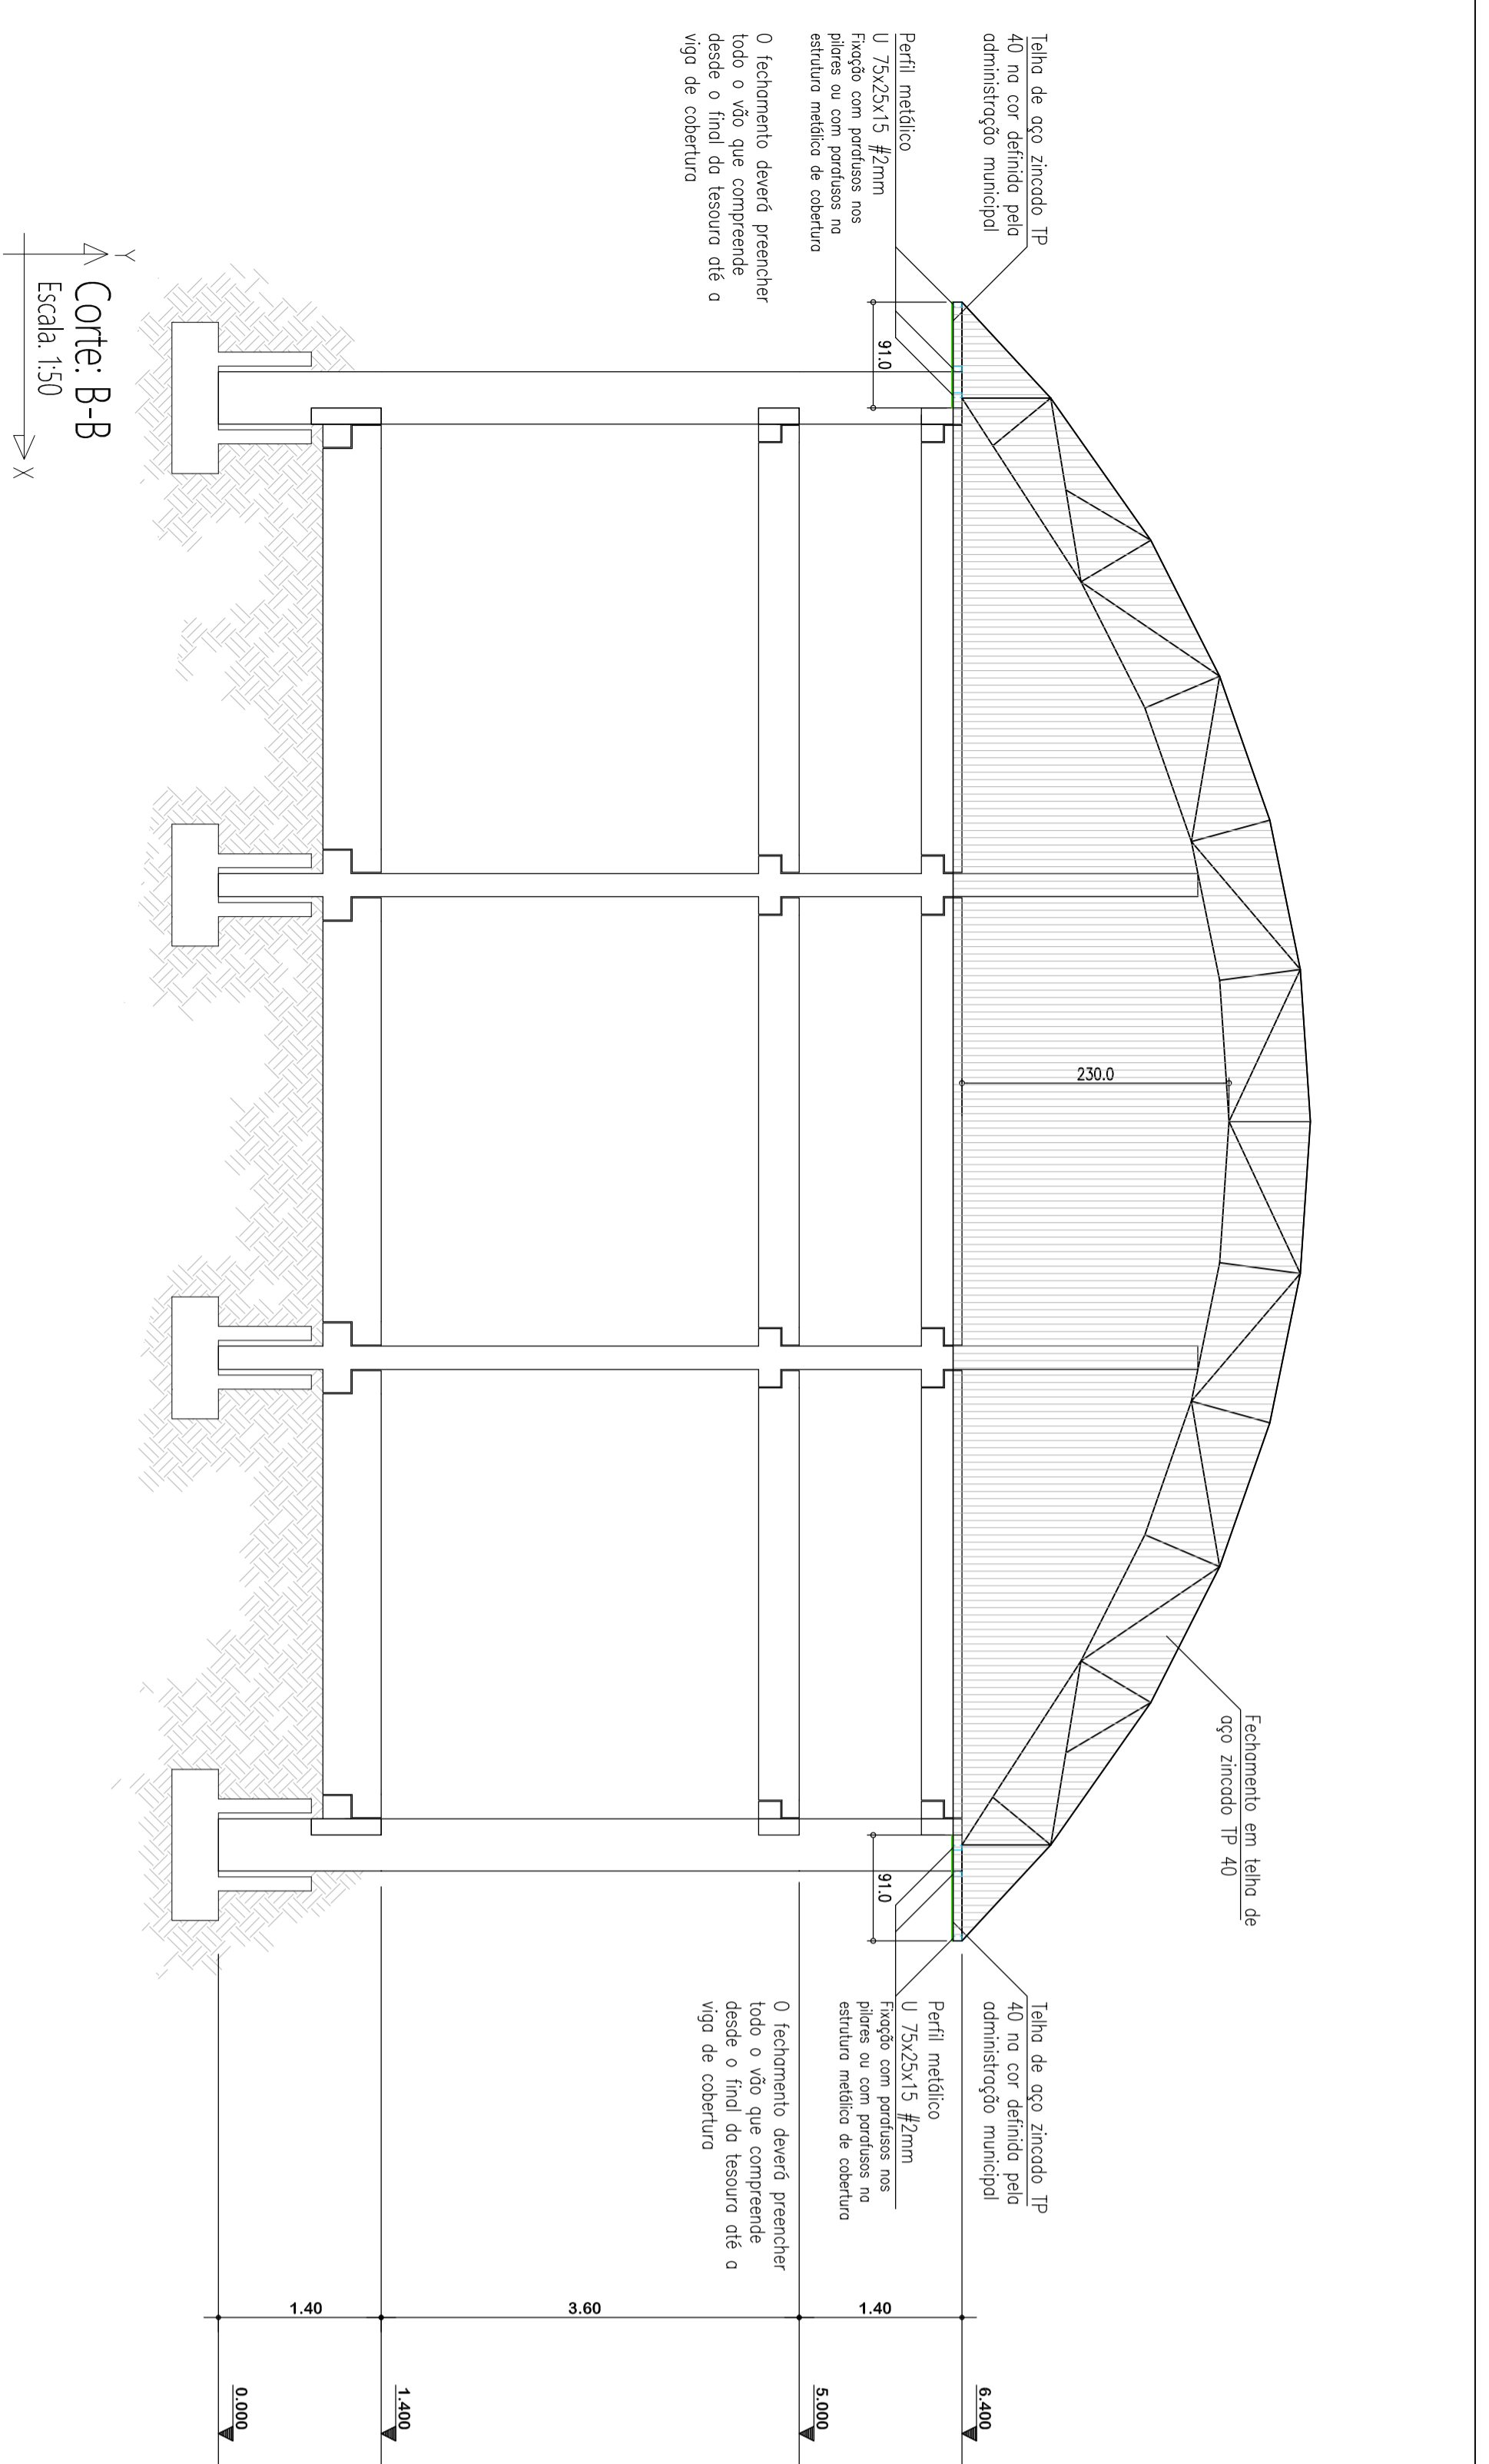 Telha de aço zincado TP
40 na cor definida pela
administração municipal
Perfil metálico
U 75x25x15 #2mm
Fixação com parafusos nos
pilares ou com parafusos na
estrutura metálica de cobertura
O fechamento deverá preencher
todo o vão que compreende
desde o final da tesoura até a
viga de cobertura
91.0
230.0
Fechamento em telha de
aço zincado TP 40
91.0
Telha de aço zincado TP
40 na cor definida pela
administração municipal
Perfil metálico
U 75x25x15 #2mm
Fixação com parafusos nos
pilares ou com parafusos na
estrutura metálica de cobertura
O fechamento deverá preencher
todo o vão que compreende
desde o final da tesoura até a
viga de cobertura
1.40
3.60
1.40
6.400
5.000
1.400
0.000
Y
X
Corte: B-B
Escala. 1:50